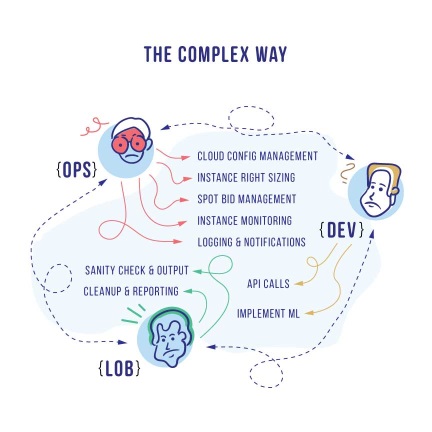 THE COMPLEX WAY
{OPS}
CLOUD CONFIG MANAGEMENT
INSTANCE RIGHT SIZING
SPOT BID MANAGEMENT
INSTANCE MONITORING
LOGGING & NOTIFICATIONS
{DEV}
SANITY CHECK & OUTPUT
CLEANUP & REPORTING
API CALLS
IMPLEMENT ML
{LOB}